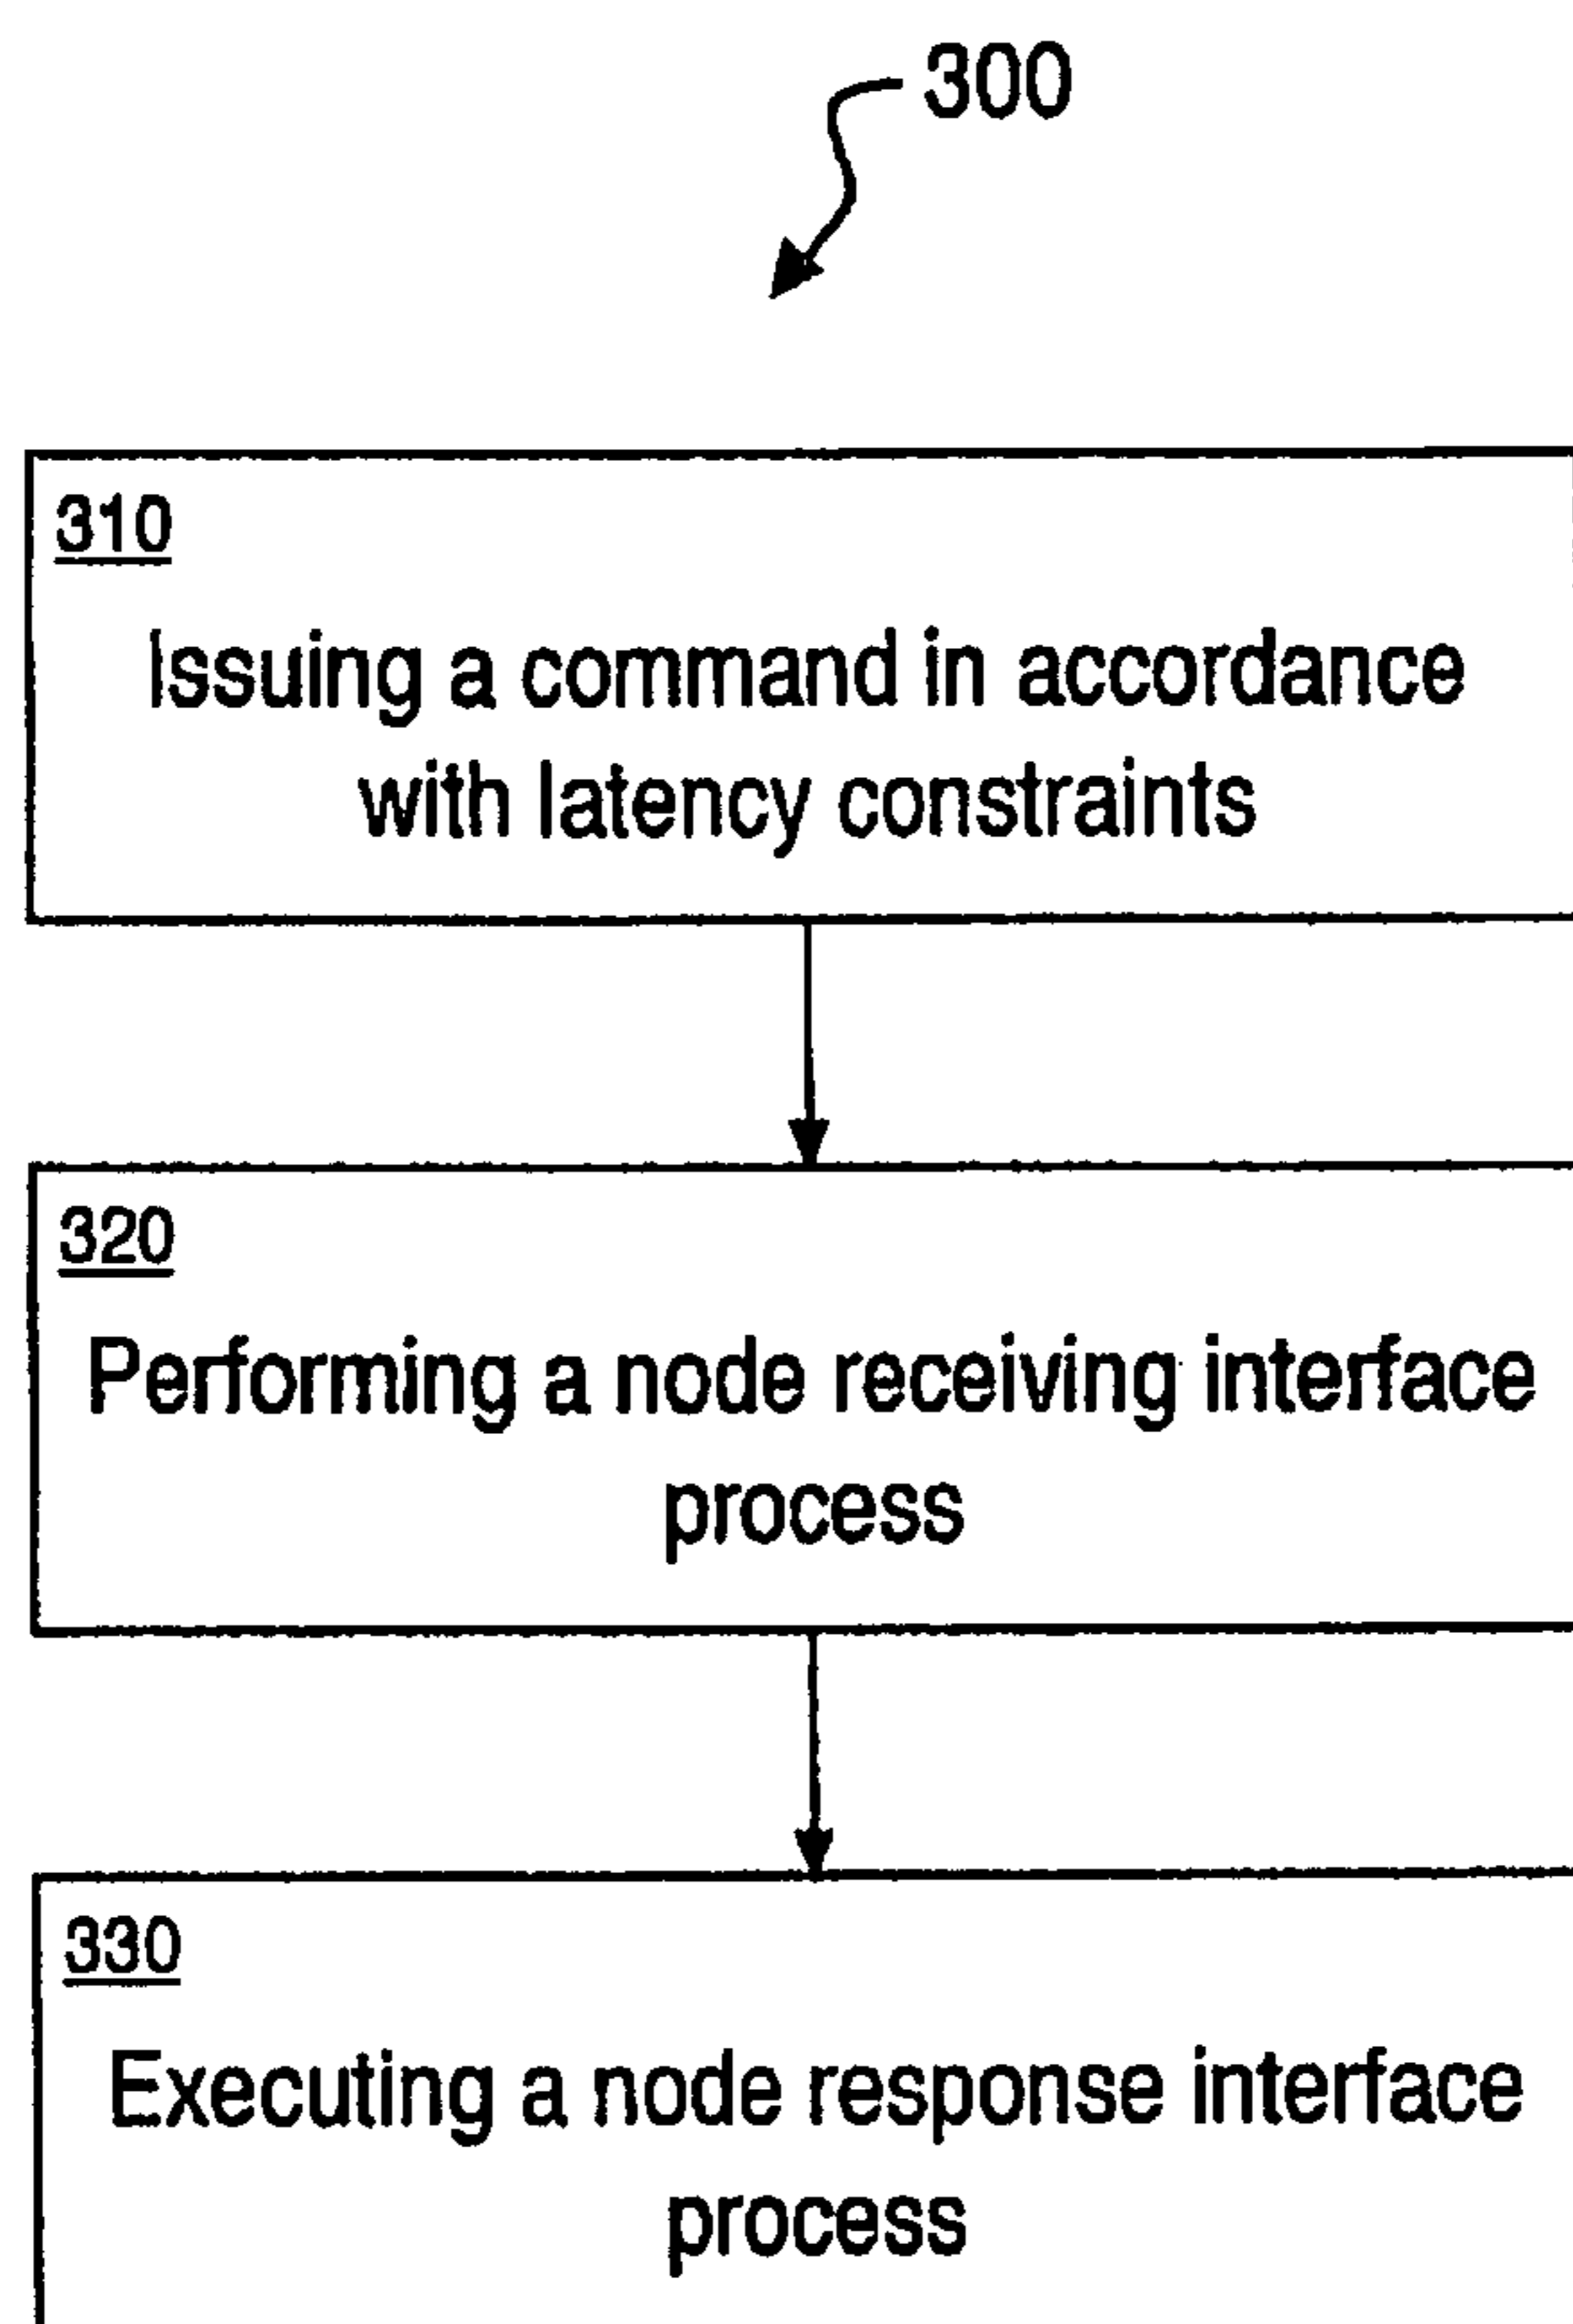 300
310
Issuing a command in accordance
with latency constraints
320
Performing a node receiving interface
process
330
Executing a node response interface
process